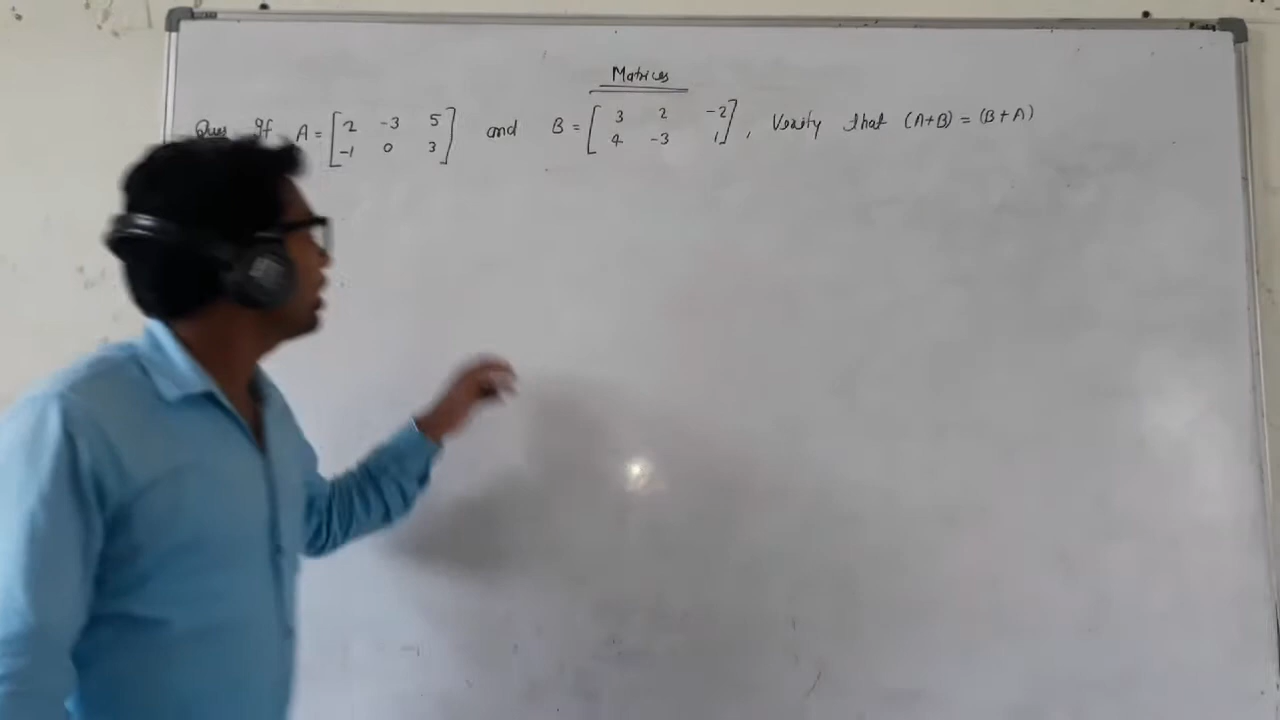 Matrices
Ques If A = [ 2 -3 5 and B = [ 3 2 -2 ], Verify that (A+B) = (B+A)
-1 0 3 ] 4 -3 1 ]